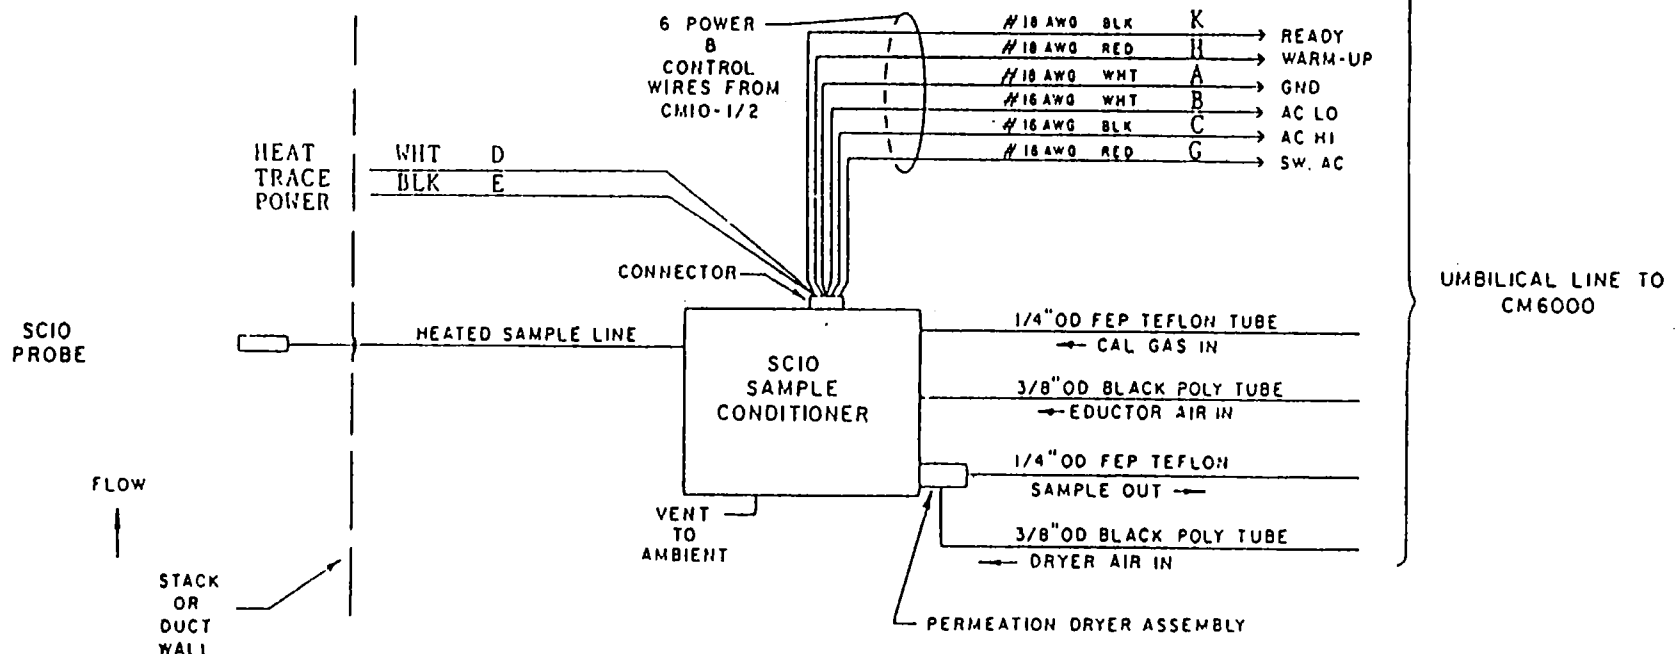 6 POWER
8
CONTROL
WIRES FROM
CM10-1/2
# 18 AWG BLK K READY
# 18 AWG RED H WARM-UP
# 18 AWG WHT A GND
# 16 AWG WHT B AC LO
# 16 AWG BLK C AC HI
# 16 AWG RED G SW. AC
HEAT
TRACE
POWER
WHT D
BLK E
CONNECTOR
UMBILICAL LINE TO
CM6000
SC10
PROBE
HEATED SAMPLE LINE
SC10
SAMPLE
CONDITIONER
1/4"OD FEP TEFLON TUBE
← CAL GAS IN
3/8"OD BLACK POLY TUBE
← EDUCTOR AIR IN
1/4"OD FEP TEFLON
SAMPLE OUT →
3/8"OD BLACK POLY TUBE
← DRYER AIR IN
FLOW
VENT
TO
AMBIENT
STACK
OR
DUCT
WALL
PERMEATION DRYER ASSEMBLY